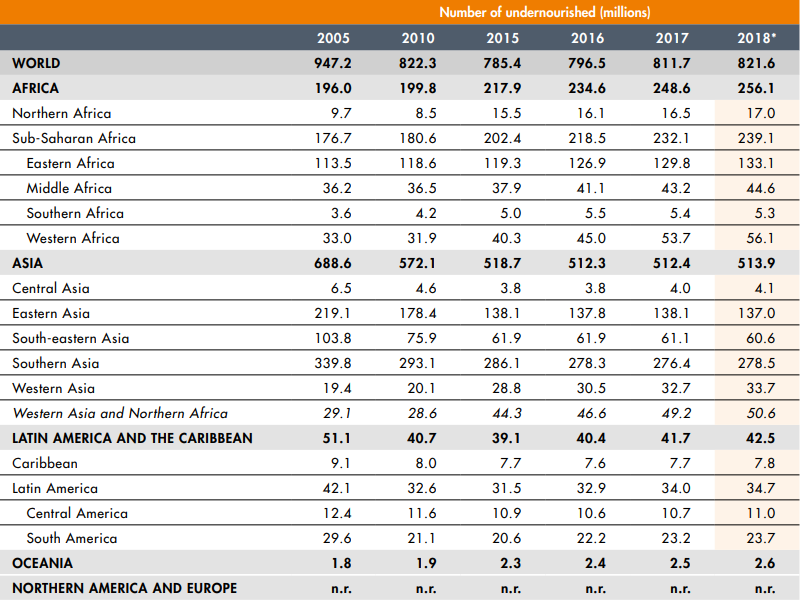 Number of undernourished (millions)
2005 2010 2015 2016 2017 2018*
WORLD 947.2 822.3 785.4 796.5 811.7 821.6
AFRICA 196.0 199.8 217.9 234.6 248.6 256.1
Northern Africa 9.7 8.5 15.5 16.1 16.5 17.0
Sub-Saharan Africa 176.7 180.6 202.4 218.5 232.1 239.1
Eastern Africa 113.5 118.6 119.3 126.9 129.8 133.1
Middle Africa 36.2 36.5 37.9 41.1 43.2 44.6
Southern Africa 3.6 4.2 5.0 5.5 5.4 5.3
Western Africa 33.0 31.9 40.3 45.0 53.7 56.1
ASIA 688.6 572.1 518.7 512.3 512.4 513.9
Central Asia 6.5 4.6 3.8 3.8 4.0 4.1
Eastern Asia 219.1 178.4 138.1 137.8 138.1 137.0
South-eastern Asia 103.8 75.9 61.9 61.9 61.1 60.6
Southern Asia 339.8 293.1 286.1 278.3 276.4 278.5
Western Asia 19.4 20.1 28.8 30.5 32.7 33.7
Western Asia and Northern Africa 29.1 28.6 44.3 46.6 49.2 50.6
LATIN AMERICA AND THE CARIBBEAN 51.1 40.7 39.1 40.4 41.7 42.5
Caribbean 9.1 8.0 7.7 7.6 7.7 7.8
Latin America 42.1 32.6 31.5 32.9 34.0 34.7
Central America 12.4 11.6 10.9 10.6 10.7 11.0
South America 29.6 21.1 20.6 22.2 23.2 23.7
OCEANIA 1.8 1.9 2.3 2.4 2.5 2.6
NORTHERN AMERICA AND EUROPE n.r. n.r. n.r. n.r. n.r. n.r.